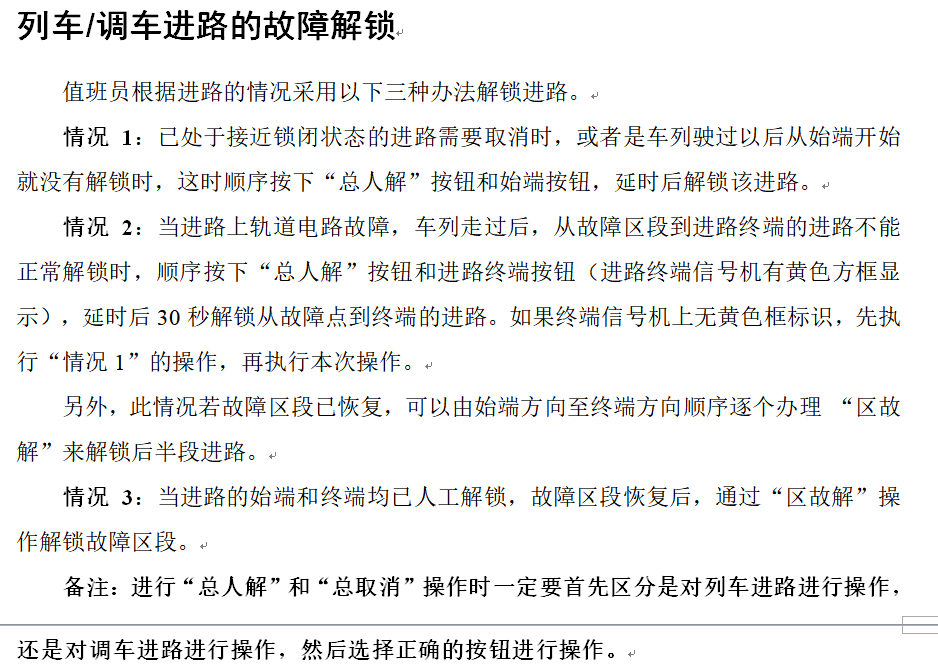 列车/调车进路的故障解锁
值班员根据进路的情况采用以下三种办法解锁进路。
情况 1：已处于接近锁闭状态的进路需要取消时，或者是车列驶过以后从始端开始
就没有解锁时，这时顺序按下“总人解”按钮和始端按钮，延时后解锁该进路。
情况 2：当进路上轨道电路故障，车列走过后，从故障区段到进路终端的进路不能
正常解锁时，顺序按下“总人解”按钮和进路终端按钮（进路终端信号机有黄色方框显
示），延时后 30 秒解锁从故障点到终端的进路。如果终端信号机上无黄色框标识，先执
行“情况 1”的操作，再执行本次操作。
另外，此情况若故障区段已恢复，可以由始端方向至终端方向顺序逐个办理 “区故
解”来解锁后半段进路。
情况 3：当进路的始端和终端均已人工解锁，故障区段恢复后，通过“区故解”操
作解锁故障区段。
备注：进行“总人解”和“总取消”操作时一定要首先区分是对列车进路进行操作，
还是对调车进路进行操作，然后选择正确的按钮进行操作。